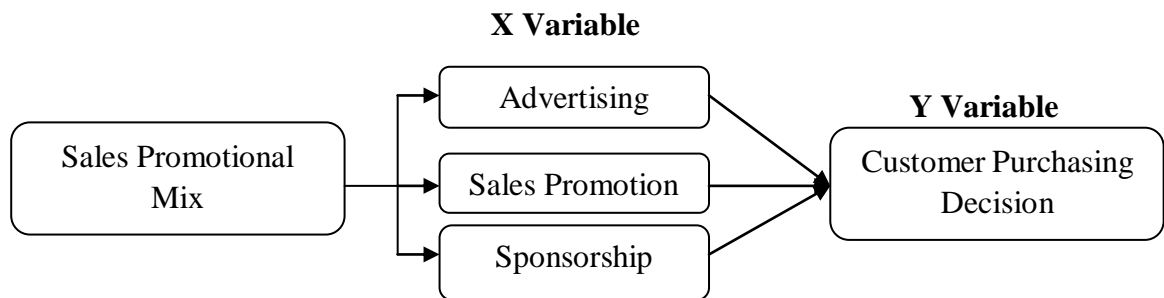 X Variable
Advertising
Y Variable
Sales Promotional
Mix
Sales Promotion
Customer Purchasing
Decision
Sponsorship